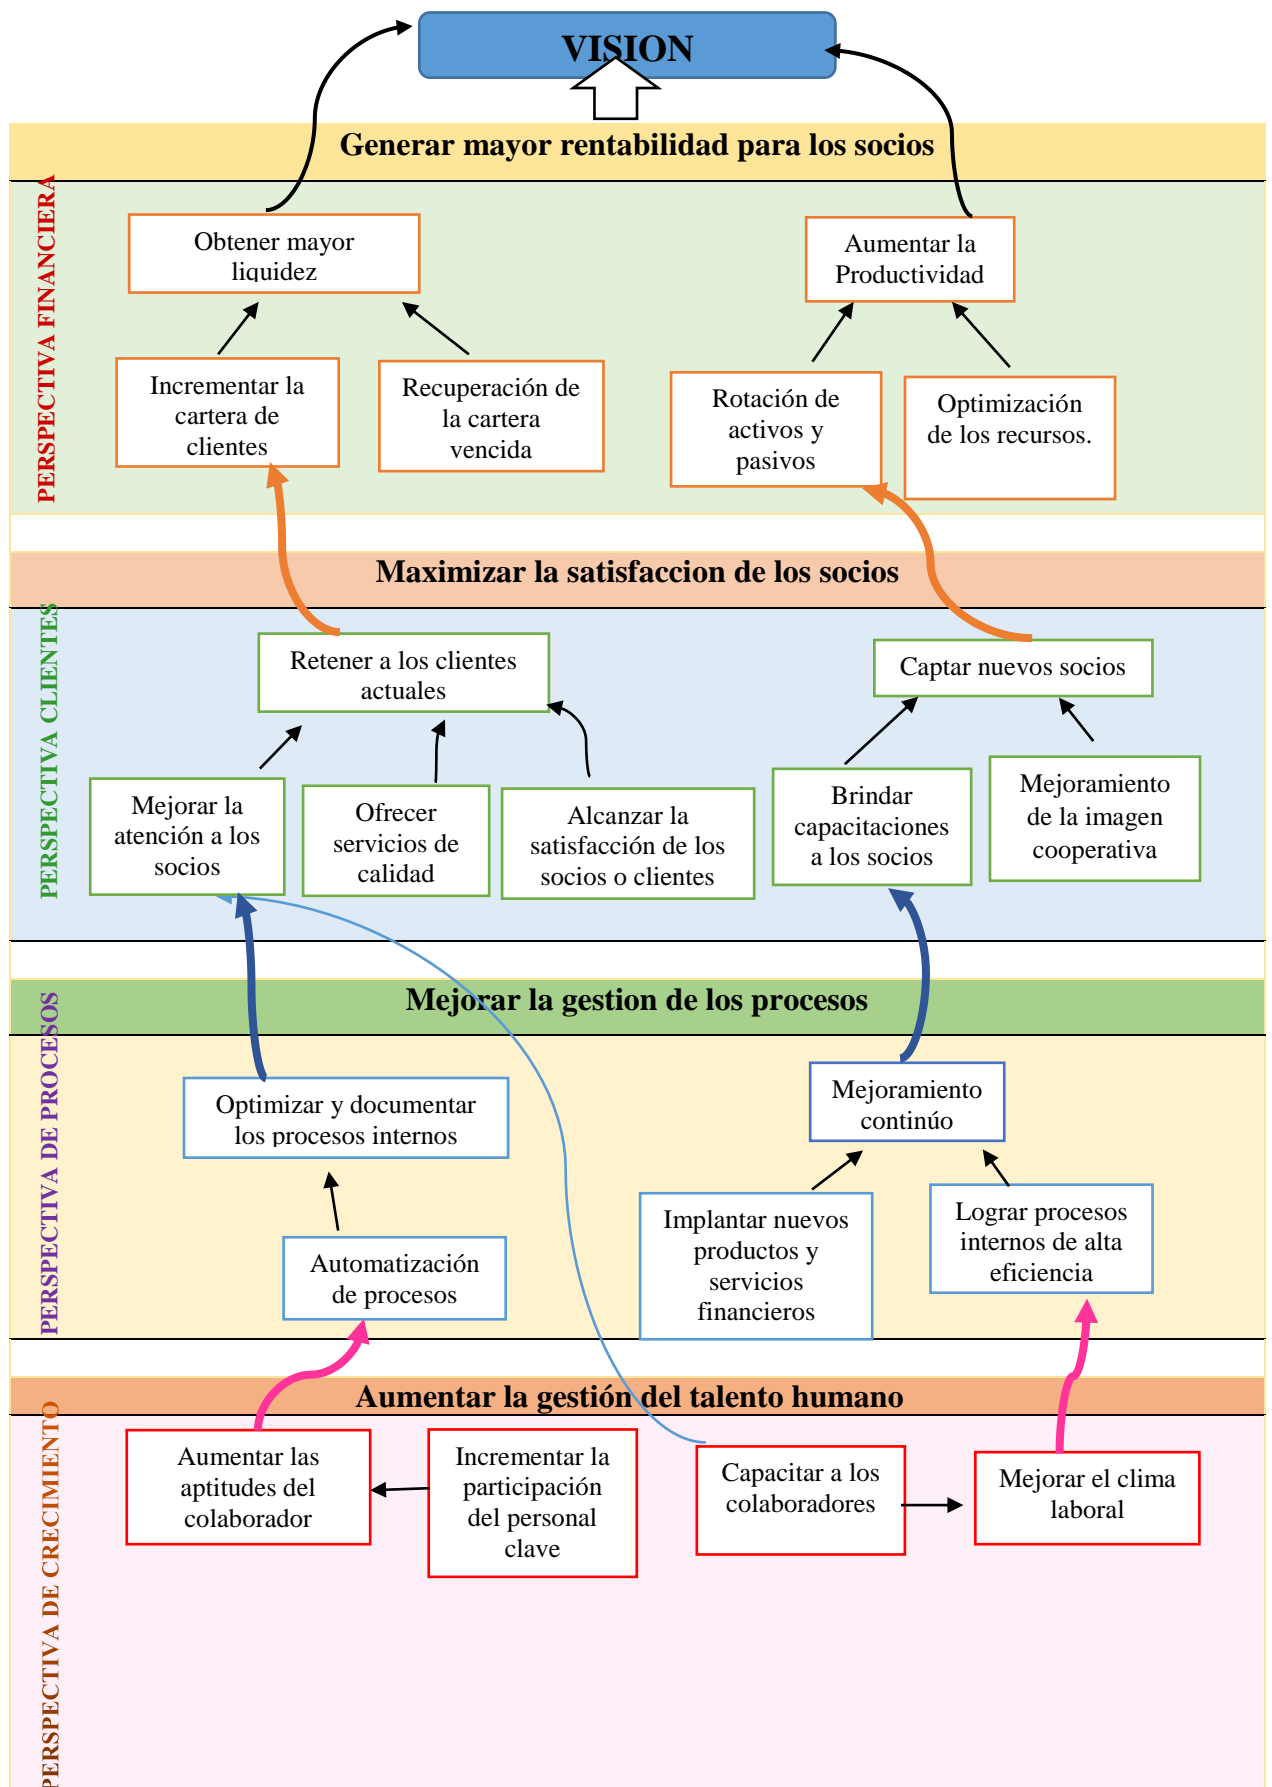 VISION
Generar mayor rentabilidad para los socios
PERSPECTIVA FINANCIERA
Obtener mayor
liquidez
Aumentar la
Productividad
Incrementar la
cartera de
clientes
Recuperación de
la cartera
vencida
Rotación de
activos y
pasivos
Optimización
de los recursos.
Maximizar la satisfaccion de los socios
PERSPECTIVA CLIENTES
Retener a los clientes
actuales
Captar nuevos socios
Mejorar la
atención a los
socios
Ofrecer
servicios de
calidad
Alcanzar la
satisfacción de los
socios o clientes
Brindar
capacitaciones
a los socios
Mejoramiento
de la imagen
cooperativa
Mejorar la gestion de los procesos
PERSPECTIVA DE PROCESOS
Optimizar y documentar
los procesos internos
Mejoramiento
continúo
Automatización
de procesos
Implantar nuevos
productos y
servicios
financieros
Lograr procesos
internos de alta
eficiencia
Aumentar la gestión del talento humano
PERSPECTIVA DE CRECIMIENTO
Aumentar las
aptitudes del
colaborador
Incrementar la
participación
del personal
clave
Capacitar a los
colaboradores
Mejorar el clima
laboral